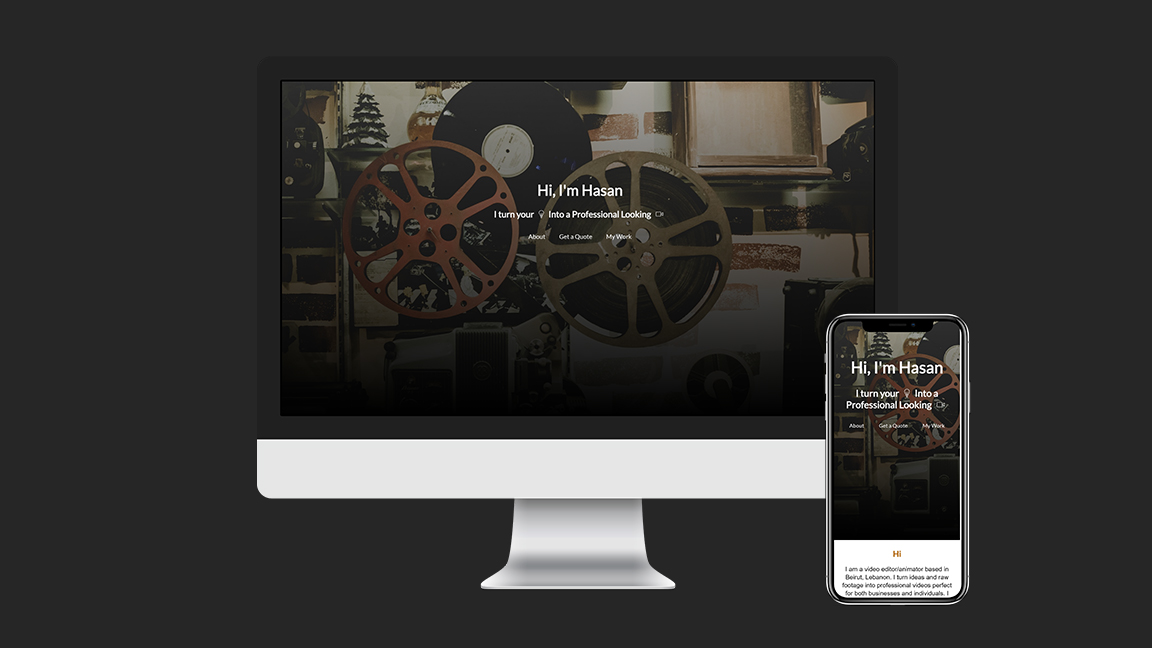 Hi, I'm Hasan
I turn your Into a Professional Looking
About Get a Quote My Work
Hi, I'm Hasan
I turn your Into a
Professional Looking
About Get a Quote My Work
Hi
I am a video editor/animator based in
Beirut, Lebanon. I turn ideas and raw
footage into professional videos perfect
for both businesses and individuals. I